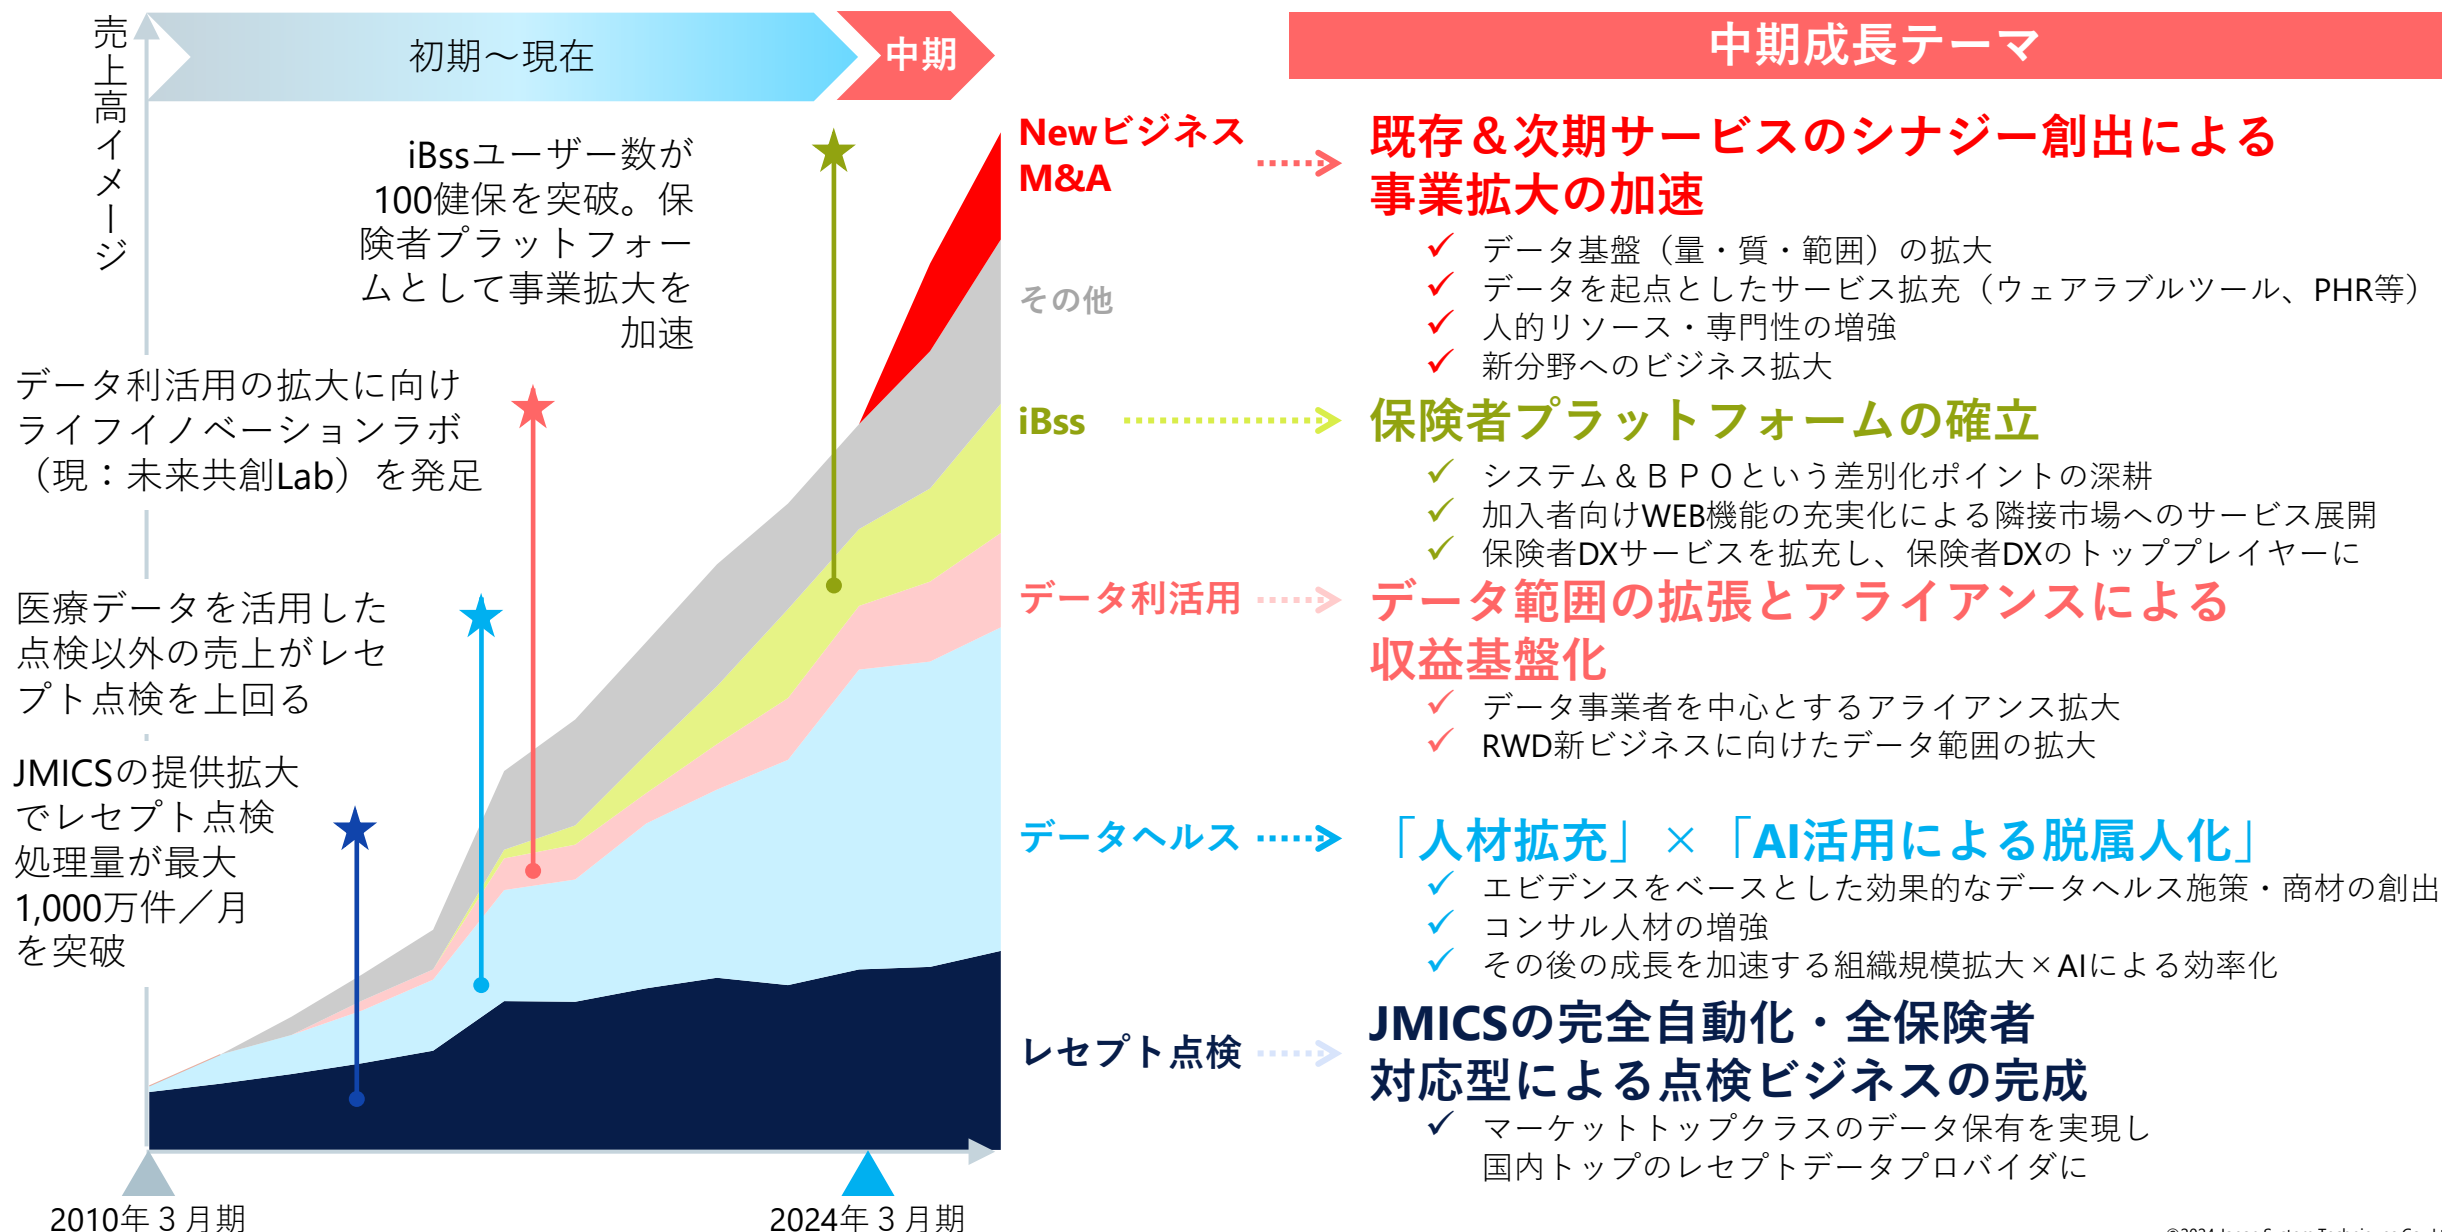 売上高イメージ
初期～現在
中期
iBssユーザー数が
100健保を突破。保
険者プラットフォー
ムとして事業拡大を
加速
データ利活用の拡大に向け
ライフイノベーションラボ
（現：未来共創Lab）を発足
医療データを活用した
点検以外の売上がレセ
プト点検を上回る
JMICSの提供拡大
でレセプト点検
処理量が最大
1,000万件／月
を突破
2010年３月期
2024年３月期
中期成長テーマ
Newビジネス
M&A
既存＆次期サービスのシナジー創出による
事業拡大の加速
✓ データ基盤（量・質・範囲）の拡大
✓ データを起点としたサービス拡充（ウェアラブルツール、PHR等）
✓ 人的リソース・専門性の増強
✓ 新分野へのビジネス拡大
その他
iBss
保険者プラットフォームの確立
✓ システム＆ＢＰＯという差別化ポイントの深耕
✓ 加入者向けWEB機能の充実化による隣接市場へのサービス展開
✓ 保険者DXサービスを拡充し、保険者DXのトッププレイヤーに
データ利活用
データ範囲の拡張とアライアンスによる
収益基盤化
✓ データ事業者を中心とするアライアンス拡大
✓ RWD新ビジネスに向けたデータ範囲の拡大
データヘルス
「人材拡充」×「AI活用による脱属人化」
✓ エビデンスをベースとした効果的なデータヘルス施策・商材の創出
✓ コンサル人材の増強
✓ その後の成長を加速する組織規模拡大×AIによる効率化
レセプト点検
JMICSの完全自動化・全保険者
対応型による点検ビジネスの完成
✓ マーケットトップクラスのデータ保有を実現し
国内トップのレセプトデータプロバイダに